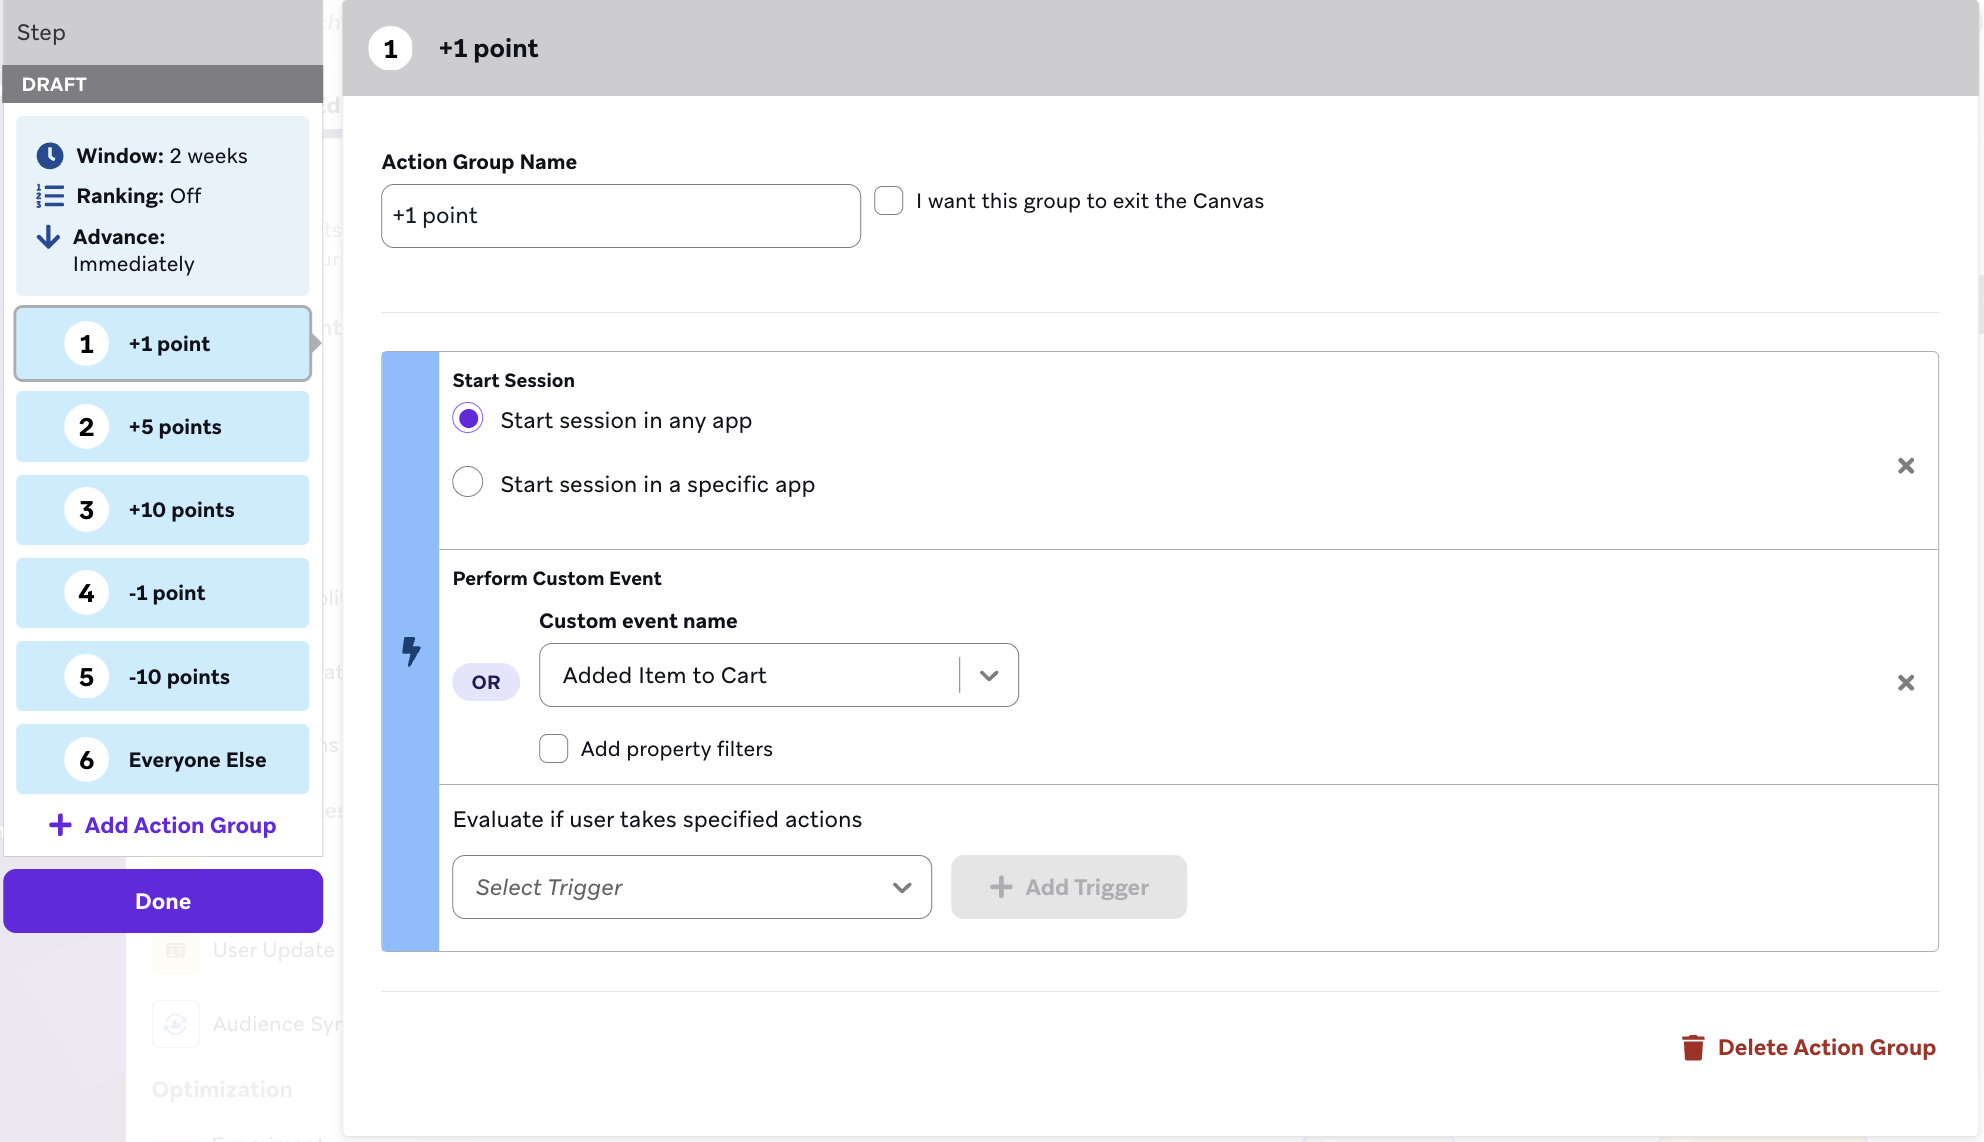 Step
DRAFT
Window: 2 weeks
Ranking: Off
Advance:
Immediately
1 +1 point
2 +5 points
3 +10 points
4 -1 point
5 -10 points
6 Everyone Else
Add Action Group
Done
User Update
Audience Syn
Optimization
1 +1 point
Action Group Name
+1 point
I want this group to exit the Canvas
Start Session
Start session in any app
Start session in a specific app
Perform Custom Event
Custom event name
OR
Added Item to Cart
Add property filters
Evaluate if user takes specified actions
Select Trigger
Add Trigger
Delete Action Group